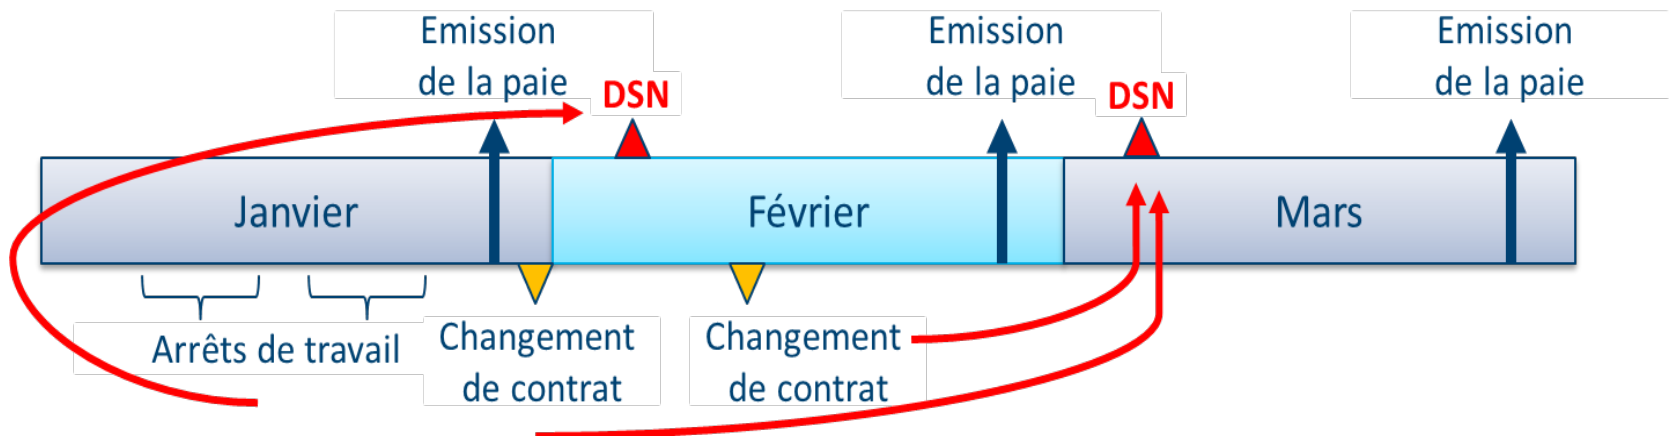 Emission
de la paie
DSN
Emission
de la paie
DSN
Emission
de la paie
Janvier
Février
Mars
Arrêts de travail
Changement
de contrat
Changement
de contrat